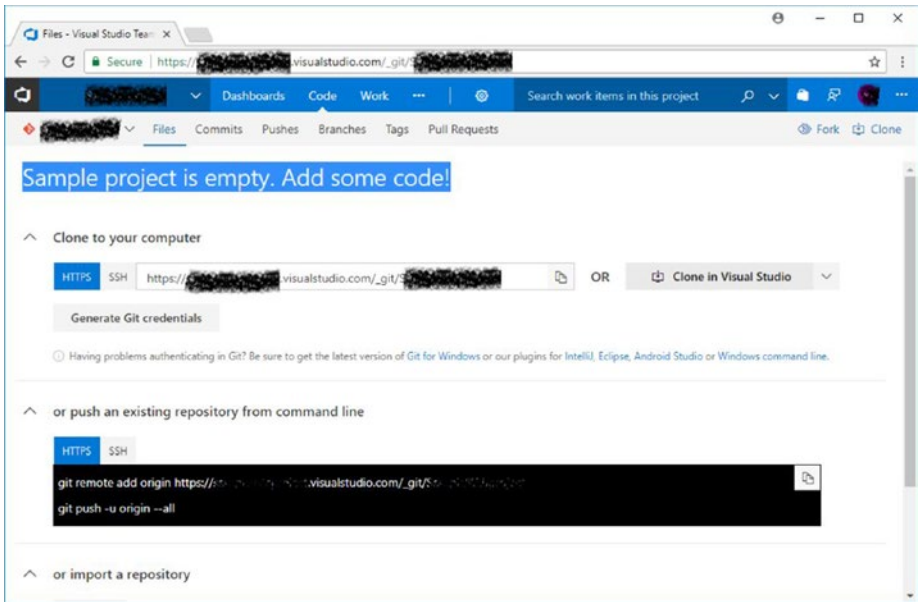 Files - Visual Studio Tean
Secure | https:// .visualstudio.com/_git/S
Dashboards Code Work ··· Search work items in this project
Files Commits Pushes Branches Tags Pull Requests Fork Clone
Sample project is empty. Add some code!
Clone to your computer
HTTPS SSH https:// .visualstudio.com/_git/S OR Clone in Visual Studio
Generate Git credentials
Having problems authenticating in Git? Be sure to get the latest version of Git for Windows or our plugins for IntelliJ, Eclipse, Android Studio or Windows command line.
or push an existing repository from command line
HTTPS SSH
git remote add origin https:// .visualstudio.com/_git/S
git push -u origin --all
or import a repository